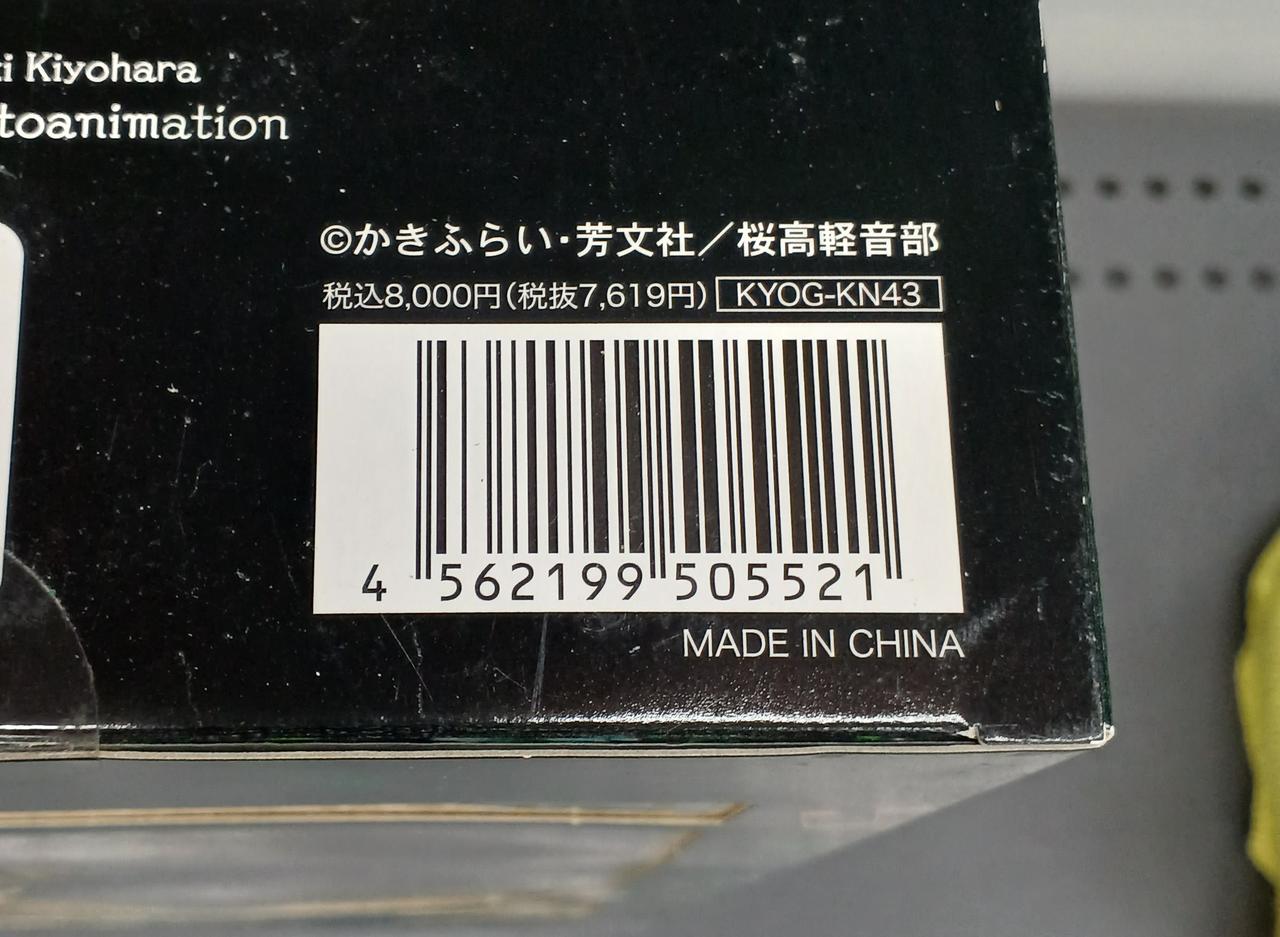 i Kiyohara
toanimation
©かきふらい・芳文社／桜高軽音部
税込8,000円(税抜7,619円) KYOG-KN43
4 562199 505521
MADE IN CHINA